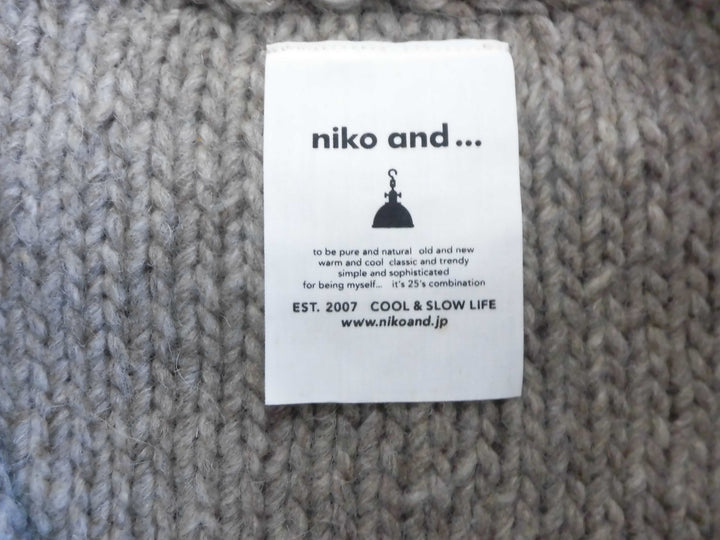 niko and...
to be pure and natural old and new
warm and cool classic and trendy
simple and sophisticated
for being myself... it's 25's combination
EST. 2007 COOL & SLOW LIFE
www.nikoand.jp